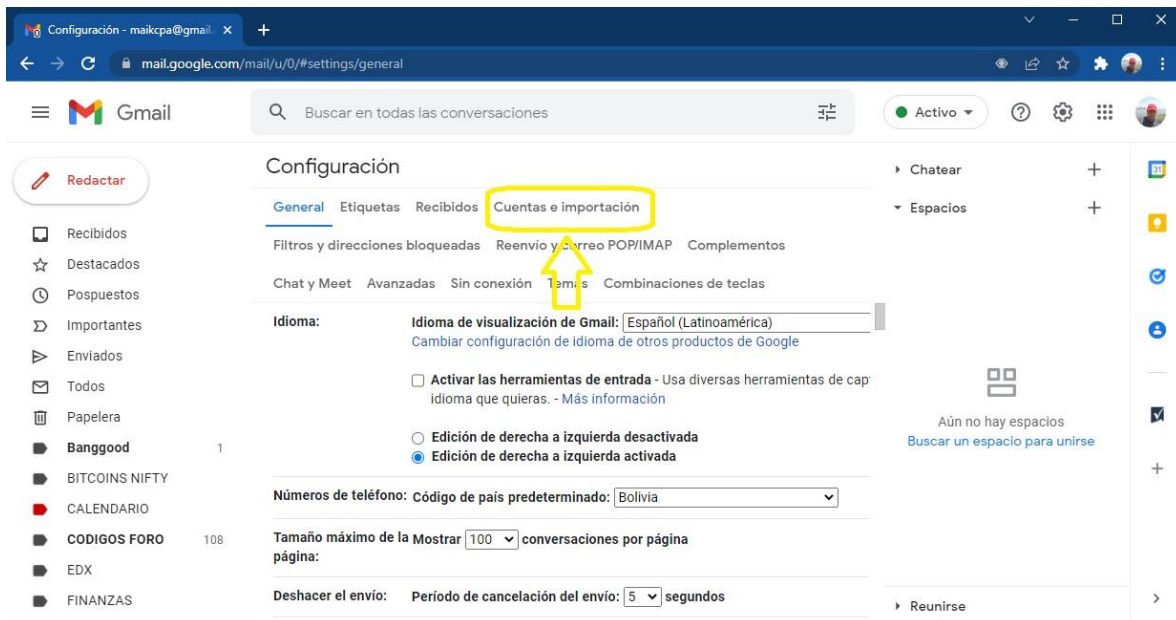 Configuración - maikcpa@gmail.
mail.google.com/mail/u/0/#settings/general
Gmail
Buscar en todas las conversaciones
Activo
Redactar
Recibidos
Destacados
Pospuestos
Importantes
Enviados
Todos
Papelera
Banggood 1
BITCOINS NIFTY
CALENDARIO
CODIGOS FORO 108
EDX
FINANZAS
Configuración
General Etiquetas Recibidos Cuentas e importación
Filtros y direcciones bloqueadas Reenvío y correo POP/IMAP Complementos
Chat y Meet Avanzadas Sin conexión Temas Combinaciones de teclas
Idioma: Idioma de visualización de Gmail: Español (Latinoamérica)
Cambiar configuración de idioma de otros productos de Google
Activar las herramientas de entrada - Usa diversas herramientas de cap
idioma que quieras. - Más información
Edición de derecha a izquierda desactivada
Edición de derecha a izquierda activada
Números de teléfono: Código de país predeterminado: Bolivia
Tamaño máximo de la Mostrar 100 conversaciones por página
página:
Deshacer el envío: Período de cancelación del envío: 5 segundos
Chatear
Espacios
Aún no hay espacios
Buscar un espacio para unirse
Reunirse
31